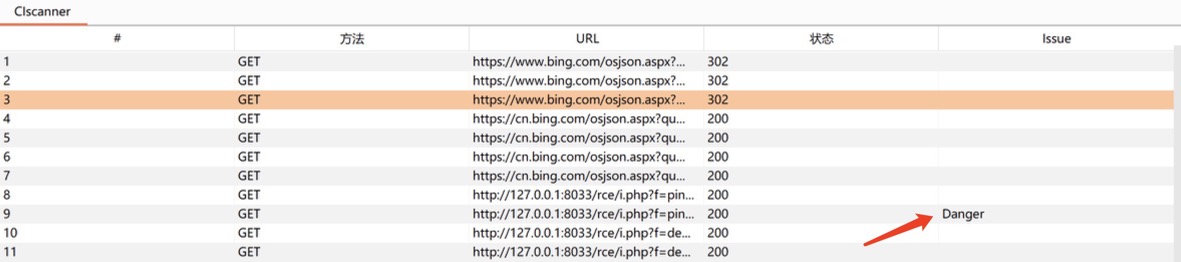 CIscanner
# 方法 URL 状态 Issue
1 GET https://www.bing.com/osjson.aspx?... 302
2 GET https://www.bing.com/osjson.aspx?... 302
3 GET https://www.bing.com/osjson.aspx?... 302
4 GET https://cn.bing.com/osjson.aspx?qu... 200
5 GET https://cn.bing.com/osjson.aspx?qu... 200
6 GET https://cn.bing.com/osjson.aspx?qu... 200
7 GET https://cn.bing.com/osjson.aspx?qu... 200
8 GET http://127.0.0.1:8033/rce/i.php?f=pin... 200
9 GET http://127.0.0.1:8033/rce/i.php?f=pin... 200 Danger
10 GET http://127.0.0.1:8033/rce/i.php?f=de... 200
11 GET http://127.0.0.1:8033/rce/i.php?f=de... 200